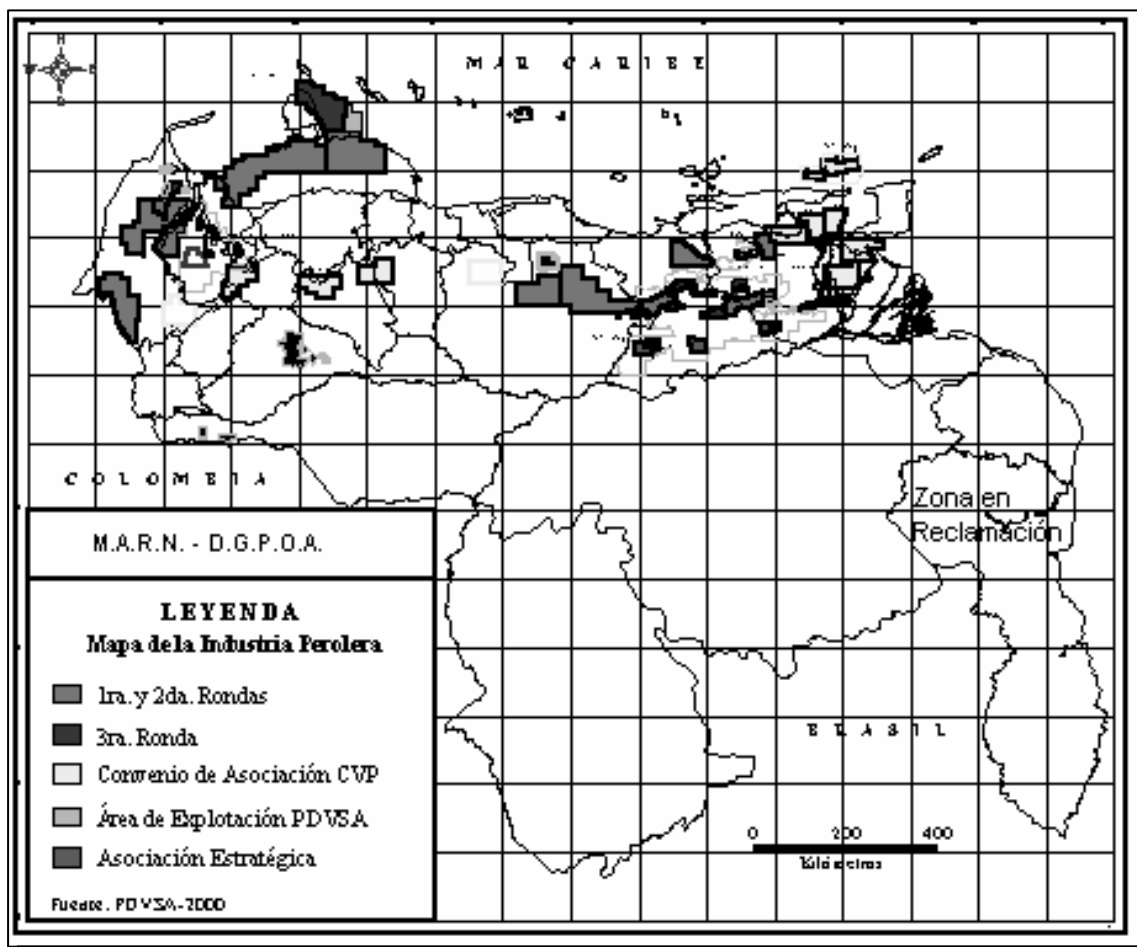 N
E
MAR CARIBE
COLOMBIA
Zona en
Reclamación
M.A.R.N. - D.G.P.O.A.
LEYENDA
Mapa de la Industria Perolera
1ra. y 2da. Rondas
3ra. Ronda
Convenio de Asociación CVP
Área de Explotación PDVSA
Asociación Estratégica
Fuente. PDVSA-2000
BRASIL
0 200 400
Kilómetros